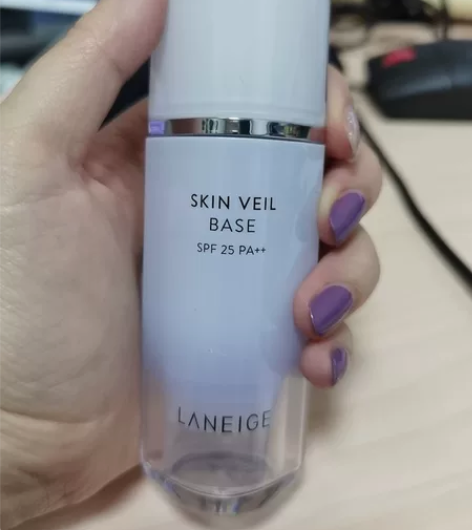 SKIN VEIL
BASE
SPF 25 PA++
LANEIGE